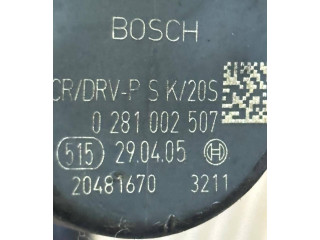 BOSCH
CR/DRV-P S K/20S
0 281 002 507
515 29.04.05
20481670 3211